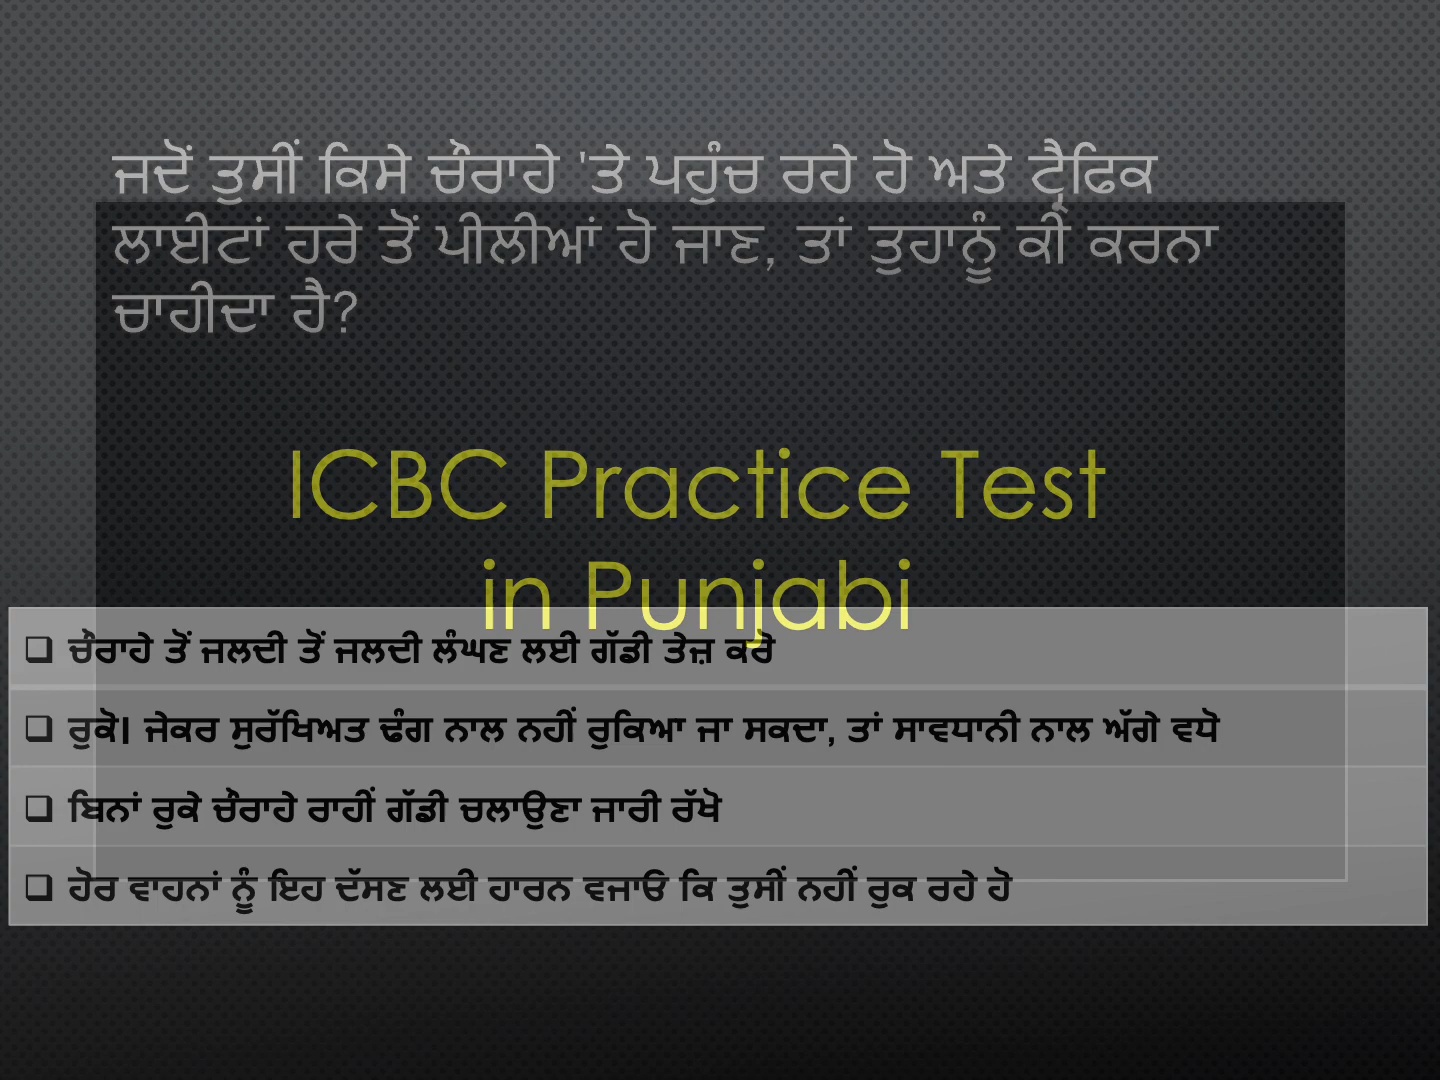 ਜਦੋਂ ਤੁਸੀਂ ਕਿਸੇ ਚੌਰਾਹੇ 'ਤੇ ਪਹੁੰਚ ਰਹੇ ਹੋ ਅਤੇ ਟ੍ਰੈਫਿਕ
ਲਾਈਟਾਂ ਹਰੇ ਤੋਂ ਪੀਲੀਆਂ ਹੋ ਜਾਣ, ਤਾਂ ਤੁਹਾਨੂੰ ਕੀ ਕਰਨਾ
ਚਾਹੀਦਾ ਹੈ?
ICBC Practice Test
in Punjabi
❑ ਚੌਰਾਹੇ ਤੋਂ ਜਲਦੀ ਤੋਂ ਜਲਦੀ ਲੰਘਣ ਲਈ ਗੱਡੀ ਤੇਜ਼ ਕਰੋ
❑ ਰੁਕੋ। ਜੇਕਰ ਸੁਰੱਖਿਅਤ ਢੰਗ ਨਾਲ ਨਹੀਂ ਰੁਕਿਆ ਜਾ ਸਕਦਾ, ਤਾਂ ਸਾਵਧਾਨੀ ਨਾਲ ਅੱਗੇ ਵਧੋ
❑ ਬਿਨਾਂ ਰੁਕੇ ਚੌਰਾਹੇ ਰਾਹੀਂ ਗੱਡੀ ਚਲਾਉਣਾ ਜਾਰੀ ਰੱਖੋ
❑ ਹੋਰ ਵਾਹਨਾਂ ਨੂੰ ਇਹ ਦੱਸਣ ਲਈ ਹਾਰਨ ਵਜਾਓ ਕਿ ਤੁਸੀਂ ਨਹੀਂ ਰੁਕ ਰਹੇ ਹੋ